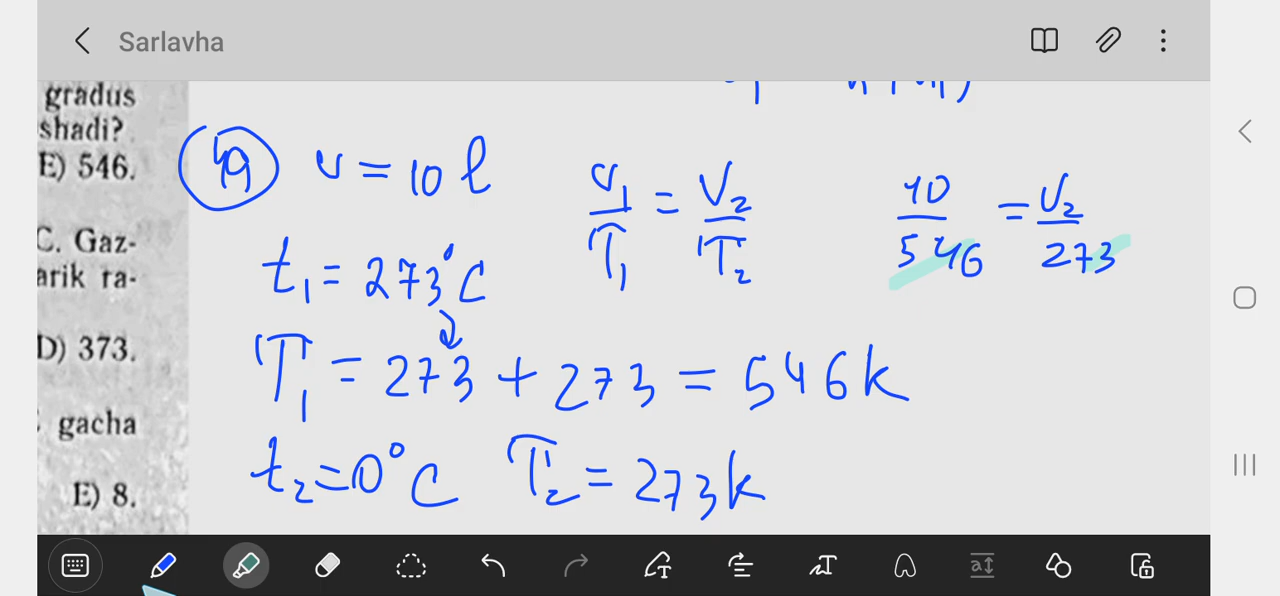 Sarlavha
gradus
shadi?
E) 546.
C. Gaz-
arik ra-
D) 373.
gacha
E) 8.
49 v = 10 l
t₁ = 273°C
T₁ = 273 + 273 = 546k
t₂=0°C T₂ = 273k
v₁/T₁ = V₂/T₂
10/546 = V₂/273